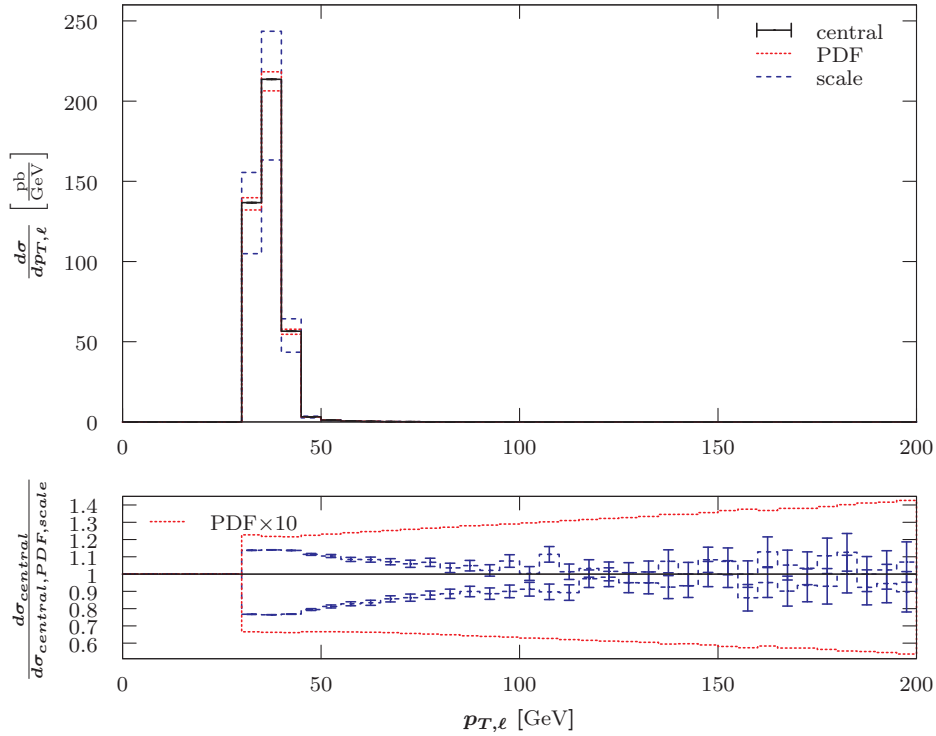 250
200
150
100
50
0
dσ
dp_{T,ℓ} [pb/GeV]
central
PDF
scale
0 50 100 150 200
1.4
1.3
1.2
1.1
1
0.9
0.8
0.7
0.6
dσ_{central}
dσ_{central,PDF,scale}
PDF×10
0 50 100 150 200
p_{T,ℓ} [GeV]